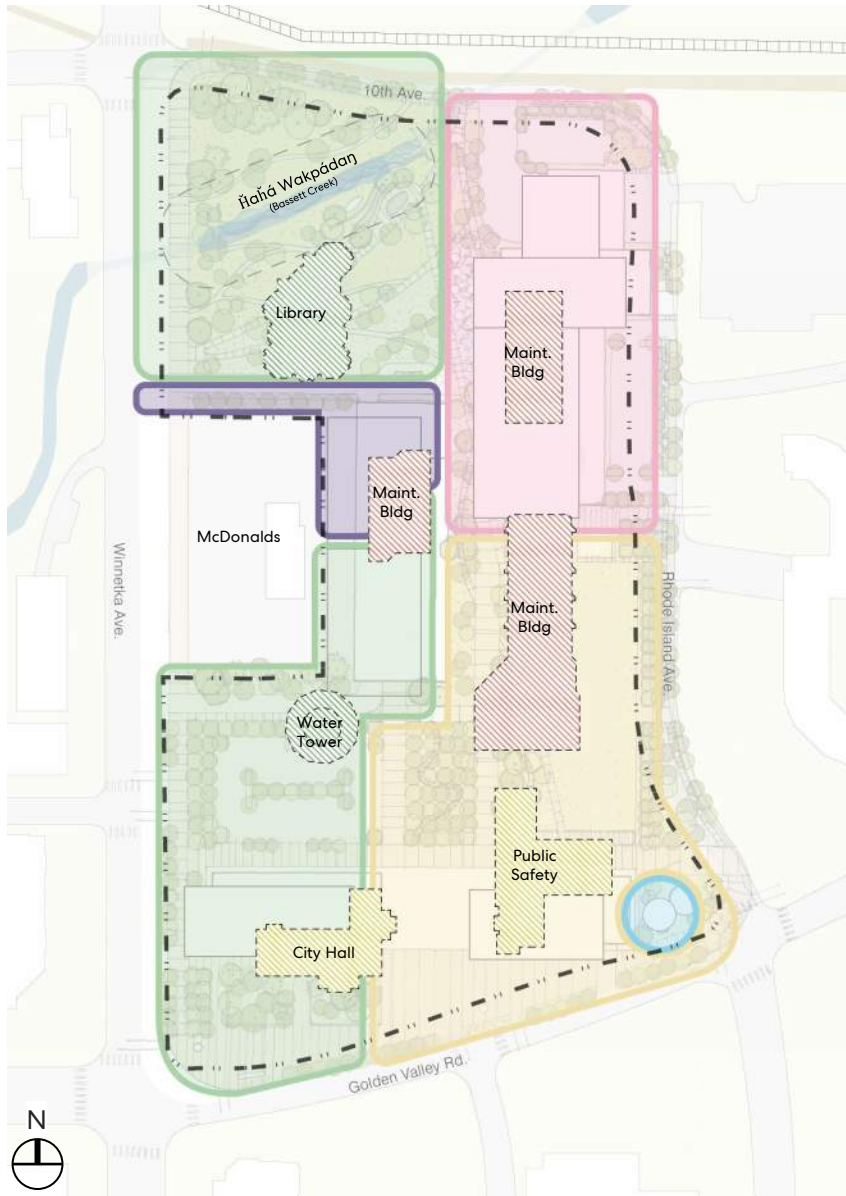 10th Ave.
Ȟaȟá Wakpádaŋ
(Bassett Creek)
Library
Maint.
Bldg
Maint.
Bldg
McDonalds
Winnetka Ave.
Maint.
Bldg
Rhode Island Ave.
Water
Tower
Public
Safety
City Hall
Golden Valley Rd.
N